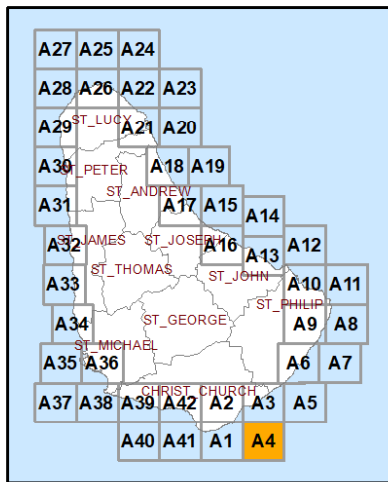 A27 A25 A24
A28 A26 A22 A23
A29 ST_LUCY A21 A20
A30 ST_PETER A18 A19
ST_ANDREW
A31 A17 A15 A14
A32 ST_JAMES ST_JOSEPH A16 A13 A12
A33 ST_THOMAS ST_JOHN A10 A11
ST_PHILIP
A34 ST_GEORGE A9 A8
ST_MICHAEL
A35 A36 A6 A7
CHRIST_CHURCH
A37 A38 A39 A42 A2 A3 A5
A40 A41 A1 A4